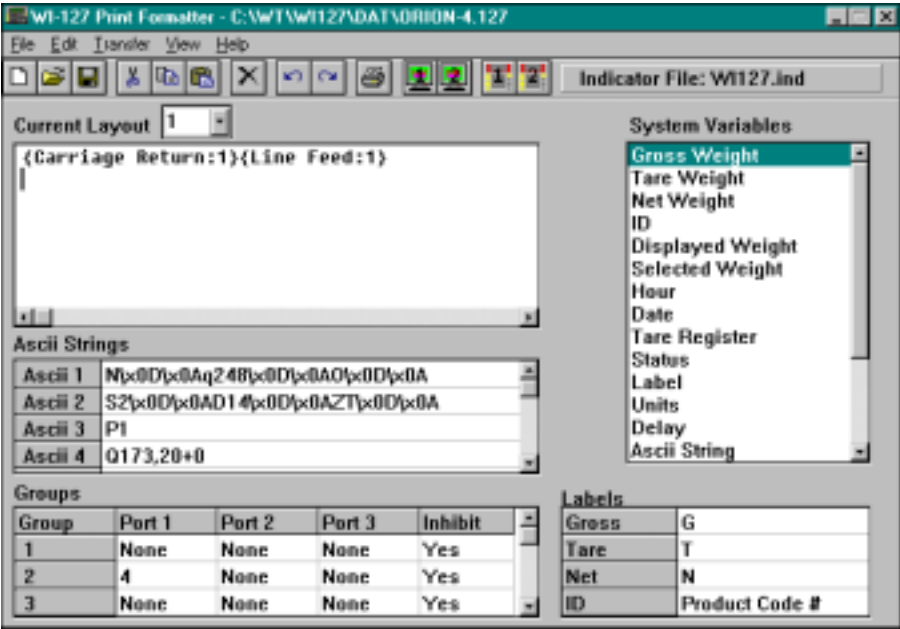 WI-127 Print Formatter - C:\WT\WI127\DAT\ORION-4.127
File Edit Transfer View Help
1 2 1 2 Indicator File: WI127.ind
Current Layout 1
{Carriage Return:1}{Line Feed:1}
System Variables
Gross Weight
Tare Weight
Net Weight
ID
Displayed Weight
Selected Weight
Hour
Date
Tare Register
Status
Label
Units
Delay
Ascii String
Ascii Strings
Ascii 1 N\x0D\x0Aq248\x0D\x0AO\x0D\x0A
Ascii 2 S2\x0D\x0AD14\x0D\x0AZT\x0D\x0A
Ascii 3 P1
Ascii 4 Q173,20+0
Groups
Group Port 1 Port 2 Port 3 Inhibit
1 None None None Yes
2 4 None None Yes
3 None None None Yes
Labels
Gross G
Tare T
Net N
ID Product Code #